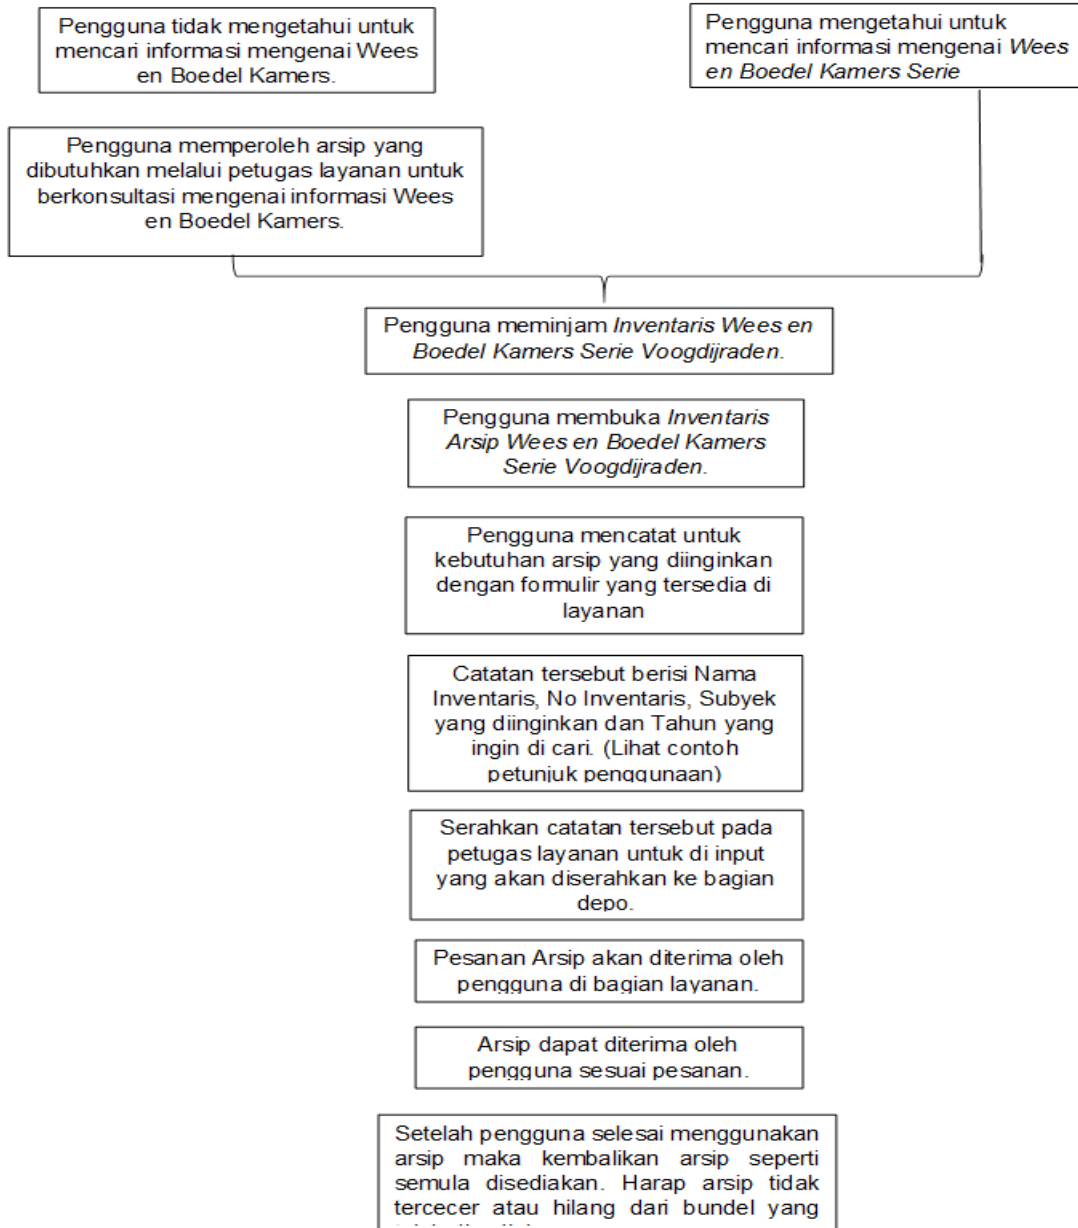 Pengguna tidak mengetahui untuk
mencari informasi mengenai Wees
en Boedel Kamers.
Pengguna mengetahui untuk
mencari informasi mengenai Wees
en Boedel Kamers Serie
Pengguna memperoleh arsip yang
dibutuhkan melalui petugas layanan untuk
berkonsultasi mengenai informasi Wees
en Boedel Kamers.
Pengguna meminjam Inventaris Wees en
Boedel Kamers Serie Voogdijraden.
Pengguna membuka Inventaris
Arsip Wees en Boedel Kamers
Serie Voogdijraden.
Pengguna mencatat untuk
kebutuhan arsip yang diinginkan
dengan formulir yang tersedia di
layanan
Catatan tersebut berisi Nama
Inventaris, No Inventaris, Subyek
yang diinginkan dan Tahun yang
ingin di cari. (Lihat contoh
petunjuk penggunaan)
Serahkan catatan tersebut pada
petugas layanan untuk di input
yang akan diserahkan ke bagian
depo.
Pesanan Arsip akan diterima oleh
pengguna di bagian layanan.
Arsip dapat diterima oleh
pengguna sesuai pesanan.
Setelah pengguna selesai menggunakan
arsip maka kembalikan arsip seperti
semula disediakan. Harap arsip tidak
tercecer atau hilang dari bundel yang